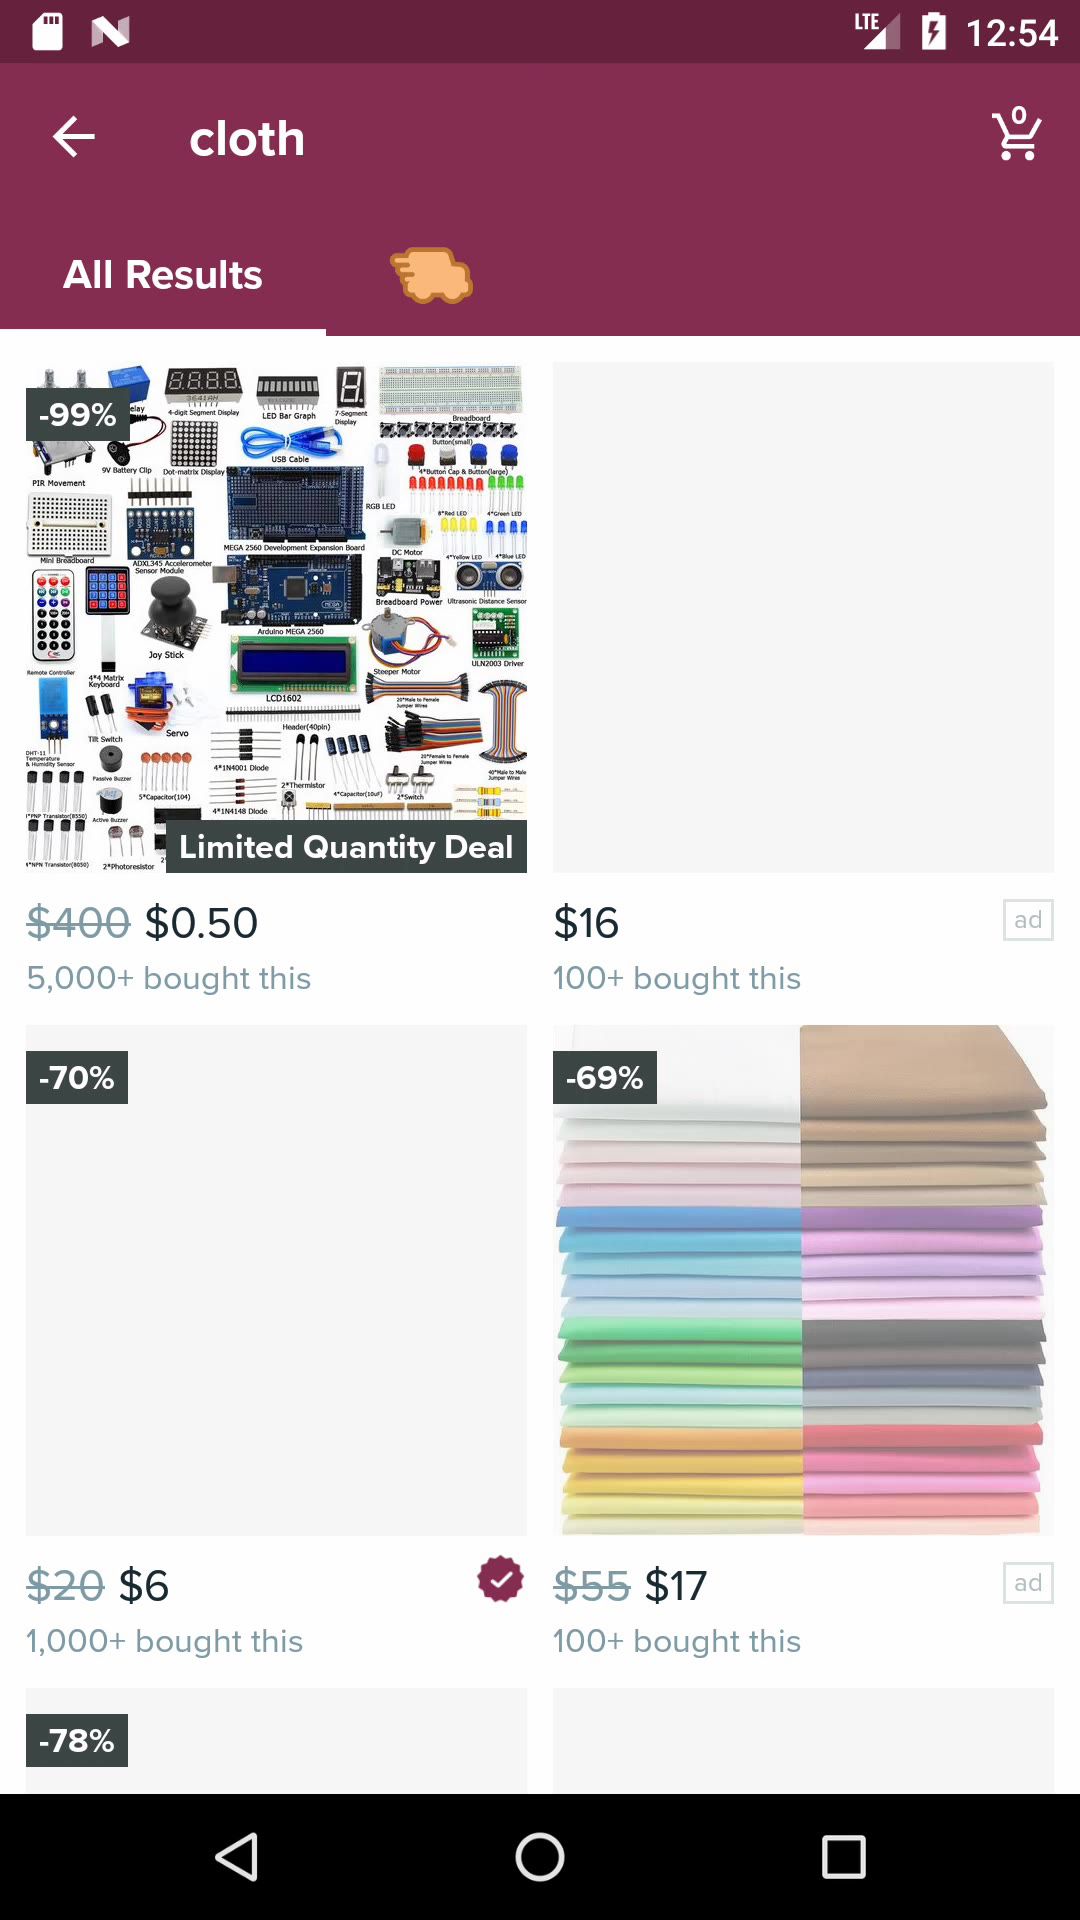 LTE 12:54
cloth
0
All Results
-99%
Relay
4-digit Segment Display
LED Bar Graph
7-Segment
Display
Breadboard
Button(small)
9V Battery Clip
Dot-matrix Display
USB Cable
4*Button Cap & Button(large)
PIR Movement
RGB LED
8*Red LED
4*Green LED
Mini Breadboard
ADXL345 Accelerometer
Sensor Module
MEGA 2560 Development Expansion Board
DC Motor
4*Yellow LED
4*Blue LED
Breadboard Power
Ultrasonic Distance Sensor
Joy Stick
Arduino MEGA 2560
Steeper Motor
ULN2003 Driver
Remote Controller
4*4 Matrix
Keyboard
LCD1602
20*Male to Female
Jumper Wires
Tilt Switch
Servo
Header(40pin)
DHT-11
Temperature
& Humidity Sensor
Passive Buzzer
4*1N4001 Diode
2*Thermistor
20*Female to Female
Jumper Wires
40*Male to Male
Jumper Wires
5*Capacitor(104)
4*Capacitor(10uF)
2*Switch
4*1N4148 Diode
*PNP Transistor(8550)
Active Buzzer
*NPN Transistor(8050)
2*Photoresistor
Limited Quantity Deal
$400 $0.50
5,000+ bought this
$16
ad
100+ bought this
-70%
-69%
$20 $6
1,000+ bought this
$55 $17
ad
100+ bought this
-78%